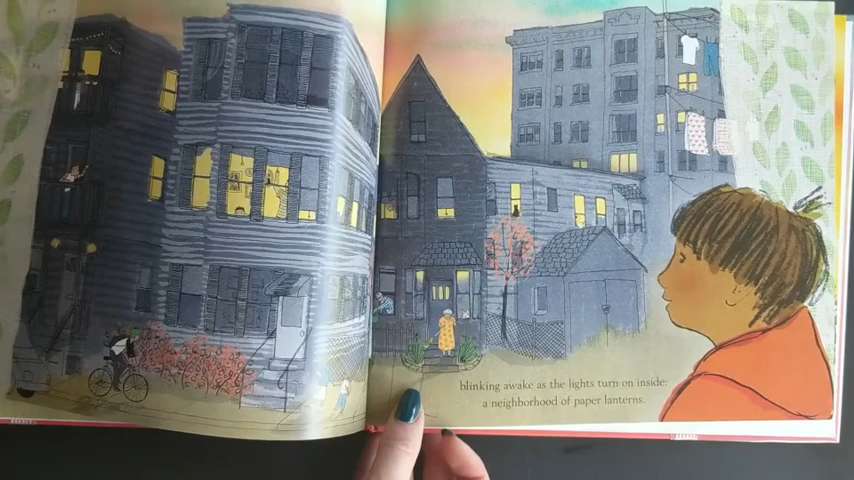 blinking awake as the lights turn on inside:
a neighborhood of paper lanterns.